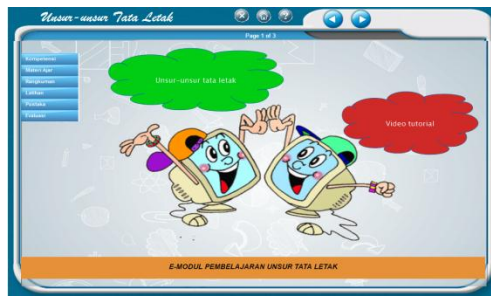 Unsur-unsur Tata Letak
Page 1 of 3
Kompetensi
Materi Ajar
Rangkuman
Latihan
Pustaka
Evaluasi
Unsur-unsur tata letak
Video tutorial
E-MODUL PEMBELAJARAN UNSUR TATA LETAK